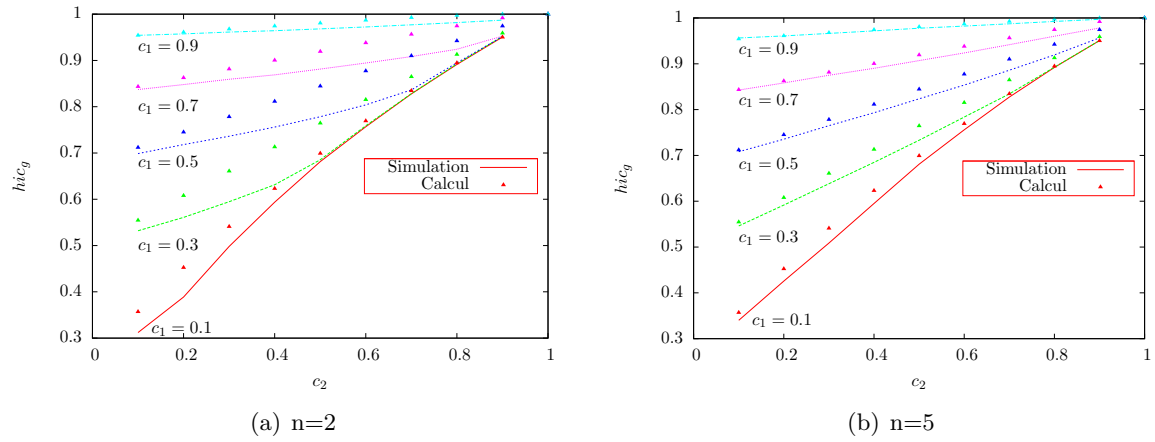 1
0.9
0.8
0.7
0.6
0.5
0.4
0.3
0 0.2 0.4 0.6 0.8 1
hic_g
c_2
c_1 = 0.9
c_1 = 0.7
c_1 = 0.5
c_1 = 0.3
c_1 = 0.1
Simulation
Calcul
(a) n=2
1
0.9
0.8
0.7
0.6
0.5
0.4
0.3
0 0.2 0.4 0.6 0.8 1
hic_g
c_2
c_1 = 0.9
c_1 = 0.7
c_1 = 0.5
c_1 = 0.3
c_1 = 0.1
Simulation
Calcul
(b) n=5